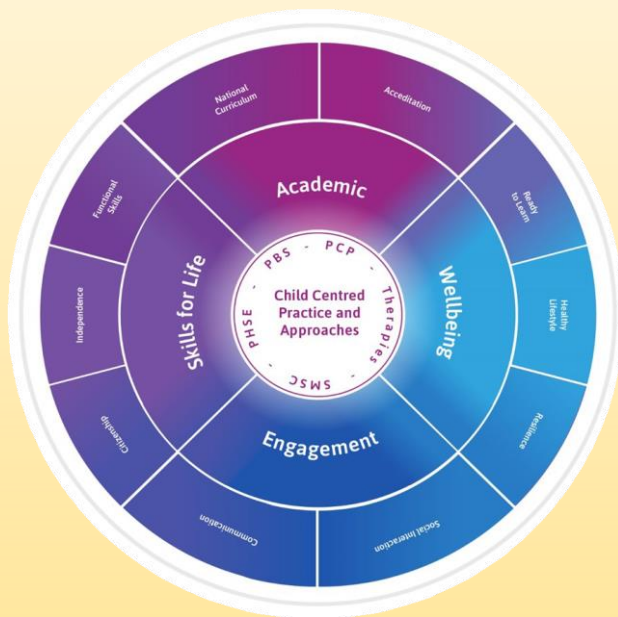 National
Curriculum
Acceditation
Ready
to Learn
Healthy
Lifestyle
Resilience
Social Interaction
Communication
Citizenship
Independence
Functional
Skills
Academic
Wellbeing
Engagement
Skills for Life
PHSE - PBS - PCP - Therapies - SMSC -
Child Centred
Practice and
Approaches